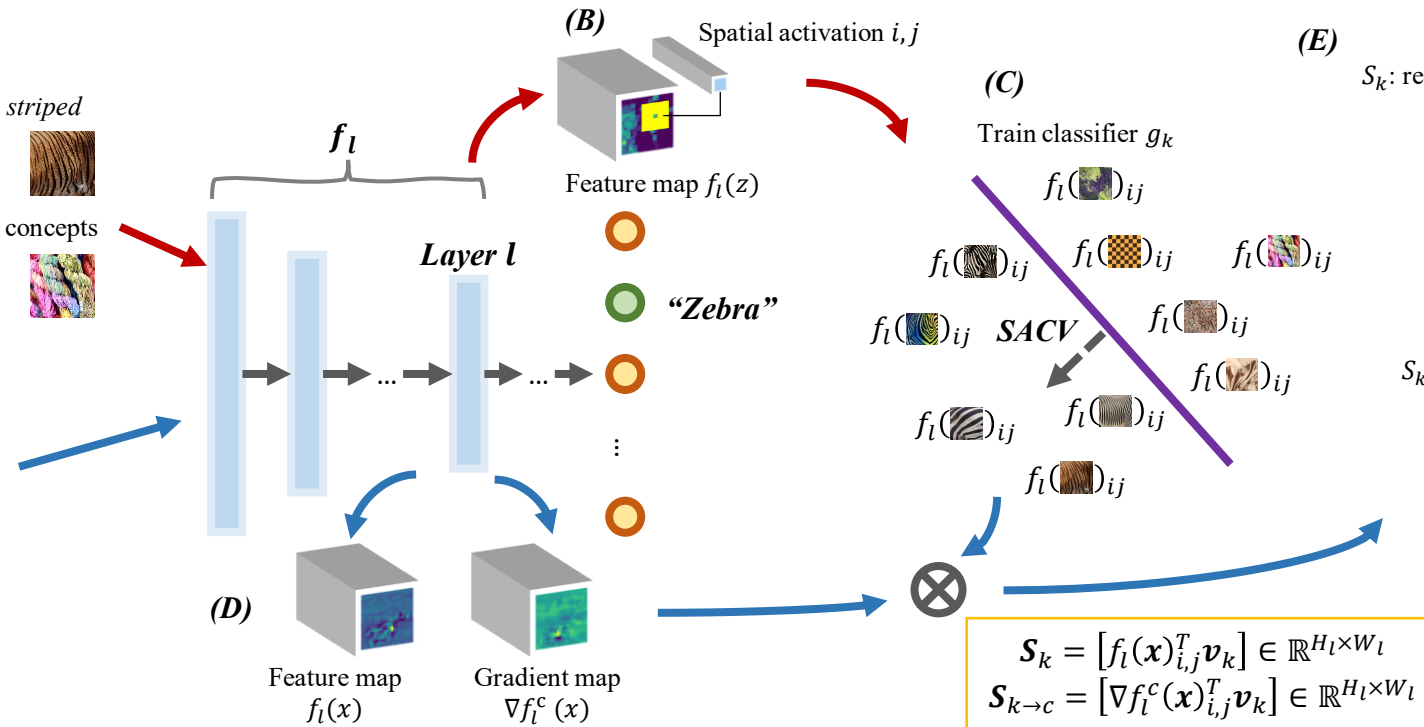 striped
concepts
f_l
Layer l
...
...
(B)
Spatial activation i, j
Feature map f_l(z)
"Zebra"
⋮
(C)
Train classifier g_k
f_l( )_ij
f_l( )_ij
f_l( )_ij
f_l( )_ij
f_l( )_ij
f_l( )_ij
SACV
f_l( )_ij
f_l( )_ij
f_l( )_ij
f_l( )_ij
(E)
S_k: re
S_k
(D)
Feature map
f_l(x)
Gradient map
∇f_l^c (x)
S_k = [f_l(x)^T_{i,j} v_k] ∈ ℝ^{H_l×W_l}
S_{k→c} = [∇f_l^c(x)^T_{i,j} v_k] ∈ ℝ^{H_l×W_l}